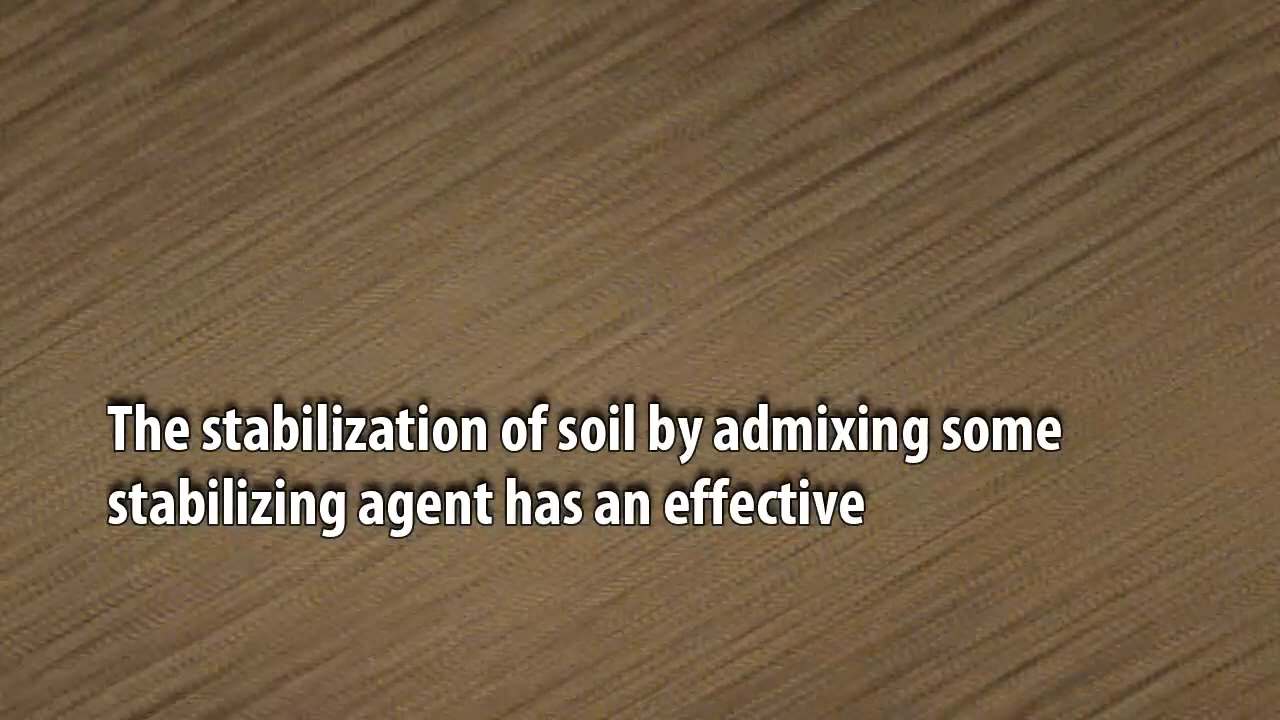 The stabilization of soil by admixing some
stabilizing agent has an effective